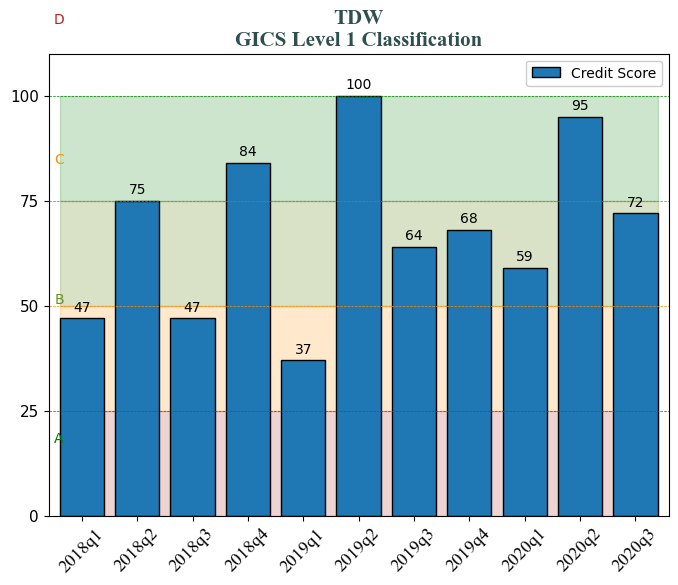 D
TDW
GICS Level 1 Classification
Credit Score
100
75
50
25
0
C
B
A
47
75
47
84
37
100
64
68
59
95
72
2018q1
2018q2
2018q3
2018q4
2019q1
2019q2
2019q3
2019q4
2020q1
2020q2
2020q3